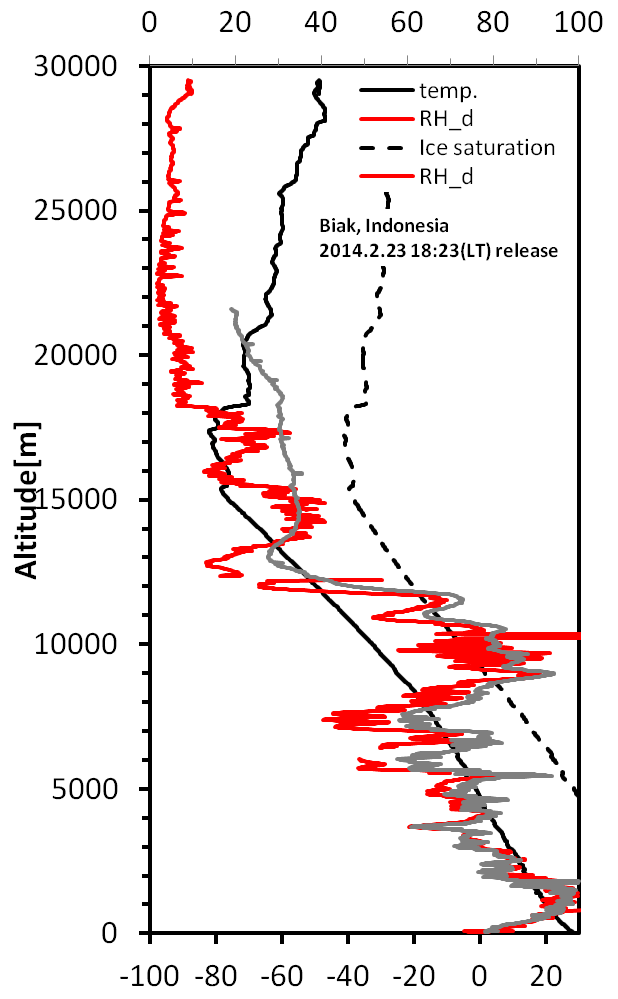 0 20 40 60 80 100
30000
temp.
RH_d
Ice saturation
RH_d
25000
Biak, Indonesia
2014.2.23 18:23(LT) release
20000
Altitude[m]
15000
10000
5000
0
-100 -80 -60 -40 -20 0 20